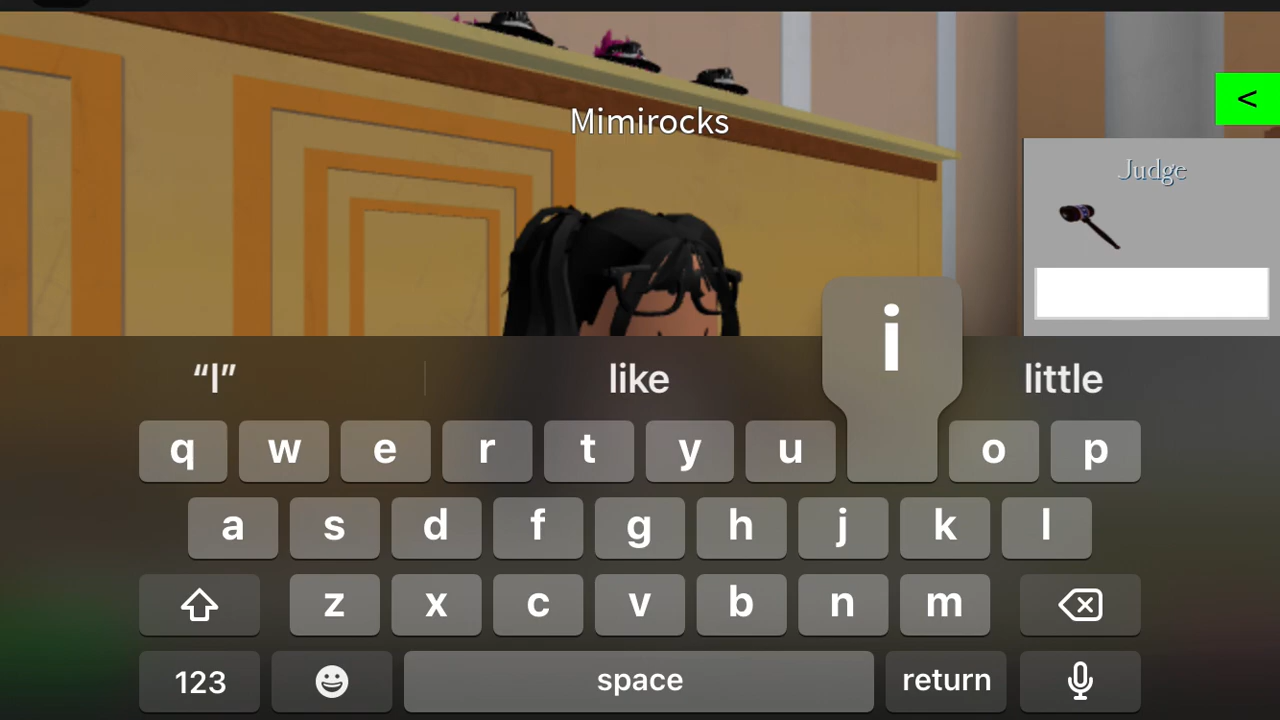 Mimirocks
<
Judge
“l” like little
i
q w e r t y u o p
a s d f g h j k l
z x c v b n m
123 space return